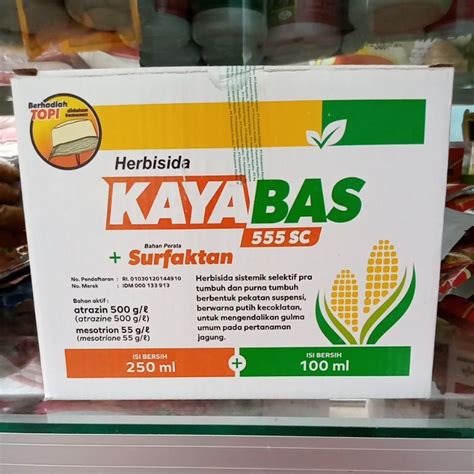 Berhadiah
TOPI
didalam
kemasan
Herbisida
KAYABAS
555 SC
Bahan Perata
+ Surfaktan
No. Pendaftaran : RI. 01030120144910
No. Merek : IDM 000 133 913
Bahan aktif :
atrazin 500 g/ℓ
(atrazine 500 g/ℓ)
mesotrion 55 g/ℓ
(mesotrione 55 g/ℓ)
Herbisida sistemik selektif pra
tumbuh dan purna tumbuh
berbentuk pekatan suspensi,
berwarna putih kecoklatan,
untuk mengendalikan gulma
umum pada pertanaman
jagung.
ISI BERSIH
250 ml
+
ISI BERSIH
100 ml